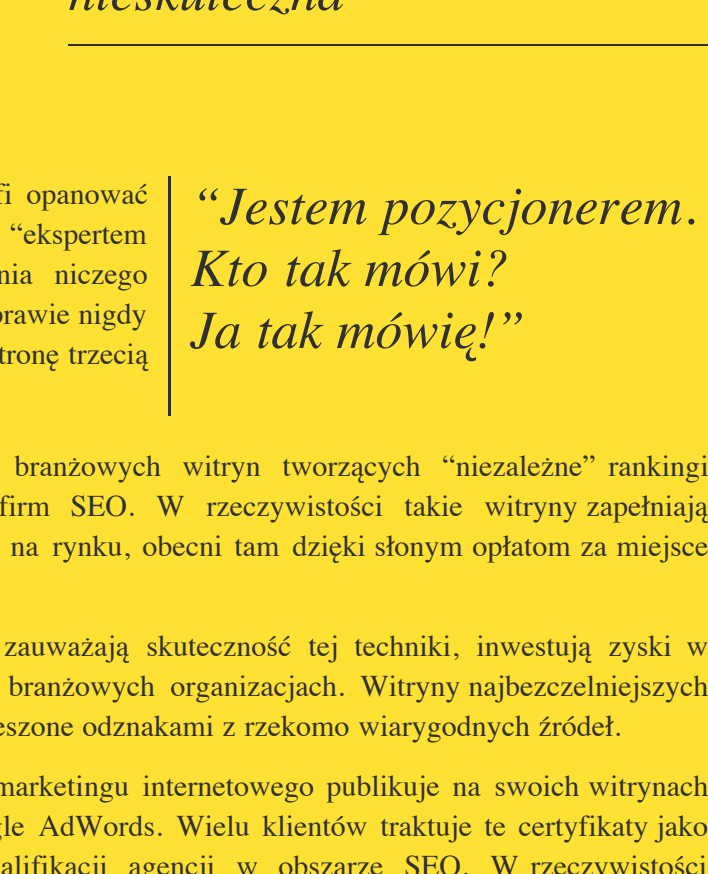 nieskuteczna
fi opanować
“ekspertem
nia niczego
prawie nigdy
tronę trzecią
“Jestem pozycjonerem.
Kto tak mówi?
Ja tak mówię!”
branżowych witryn tworzących “niezależne” rankingi
firm SEO. W rzeczywistości takie witryny zapełniają
na rynku, obecni tam dzięki słonym opłatom za miejsce
zauważają skuteczność tej techniki, inwestują zyski w
branżowych organizacjach. Witryny najbezczelniejszych
eszone odznakami z rzekomo wiarygodnych źródeł.
marketingu internetowego publikuje na swoich witrynach
gle AdWords. Wielu klientów traktuje te certyfikaty jako
alifikacji agencji w obszarze SEO. W rzeczywistości